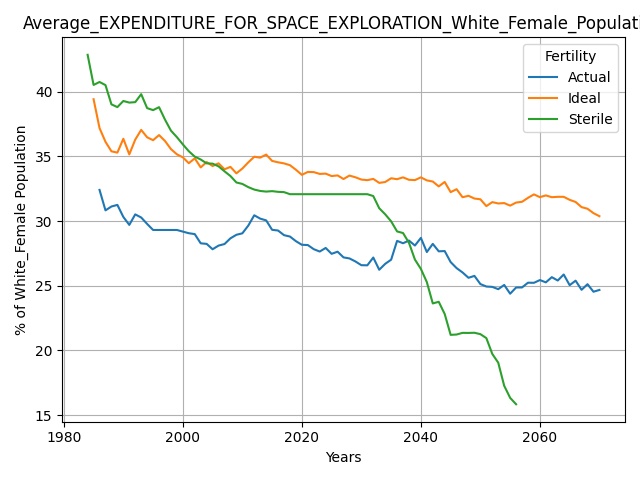 Average_EXPENDITURE_FOR_SPACE_EXPLORATION_White_Female_Populati
Fertility
Actual
Ideal
Sterile
% of White_Female Population
40
35
30
25
20
15
1980
2000
2020
2040
2060
Years